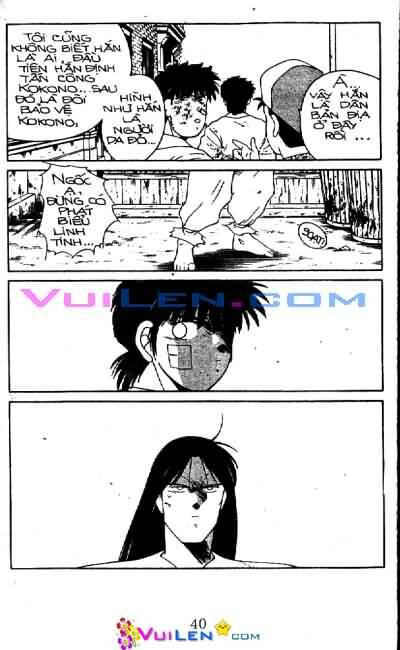 TÔI CŨNG
KHÔNG BIẾT HẮN
LÀ AI, ĐẦU
TIÊN HẮN ĐỊNH
TẤN CÔNG
KOKONO... SAU
ĐÓ LÀ ĐÒI
BẢO VỆ
KOKONO.
HÌNH
NHƯ HẮN
LÀ
NGƯỜI
DA ĐỎ...
À
VẬY HẮN
LÀ DÂN
BẢN ĐỊA
Ở ĐÂY
RỒI ...
NGỐC
Ạ,
ĐỪNG CÓ
PHÁT
BIỂU
LINH
TINH...
SOẠT!
VUILEN.COM
40
VUILEN.COM